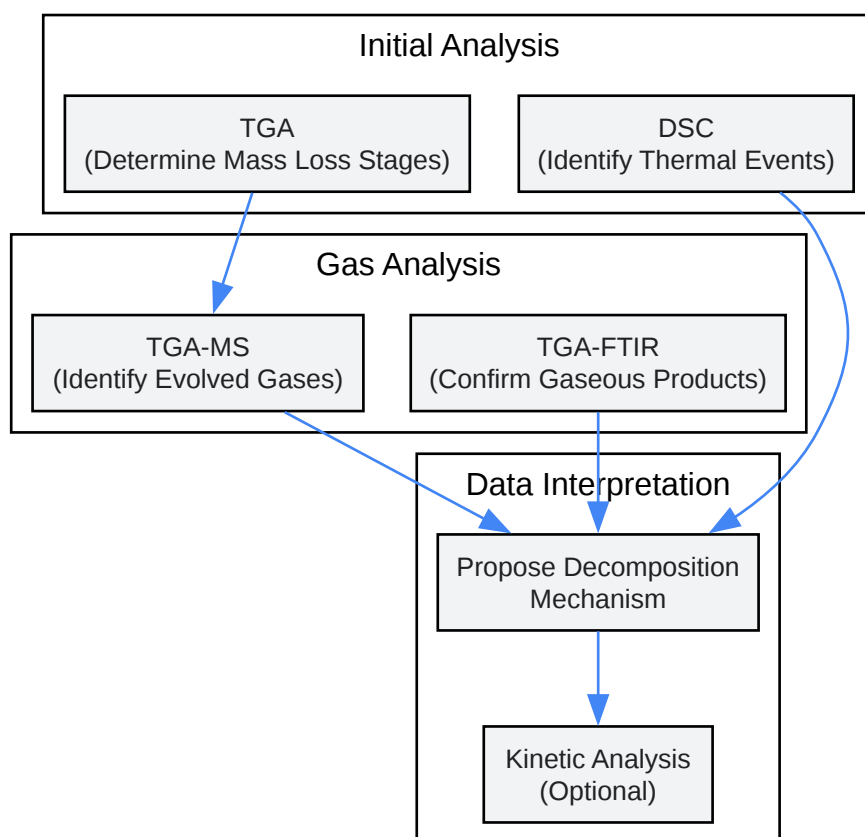 Initial Analysis
TGA
(Determine Mass Loss Stages)
DSC
(Identify Thermal Events)
Gas Analysis
TGA-MS
(Identify Evolved Gases)
TGA-FTIR
(Confirm Gaseous Products)
Data Interpretation
Propose Decomposition
Mechanism
Kinetic Analysis
(Optional)